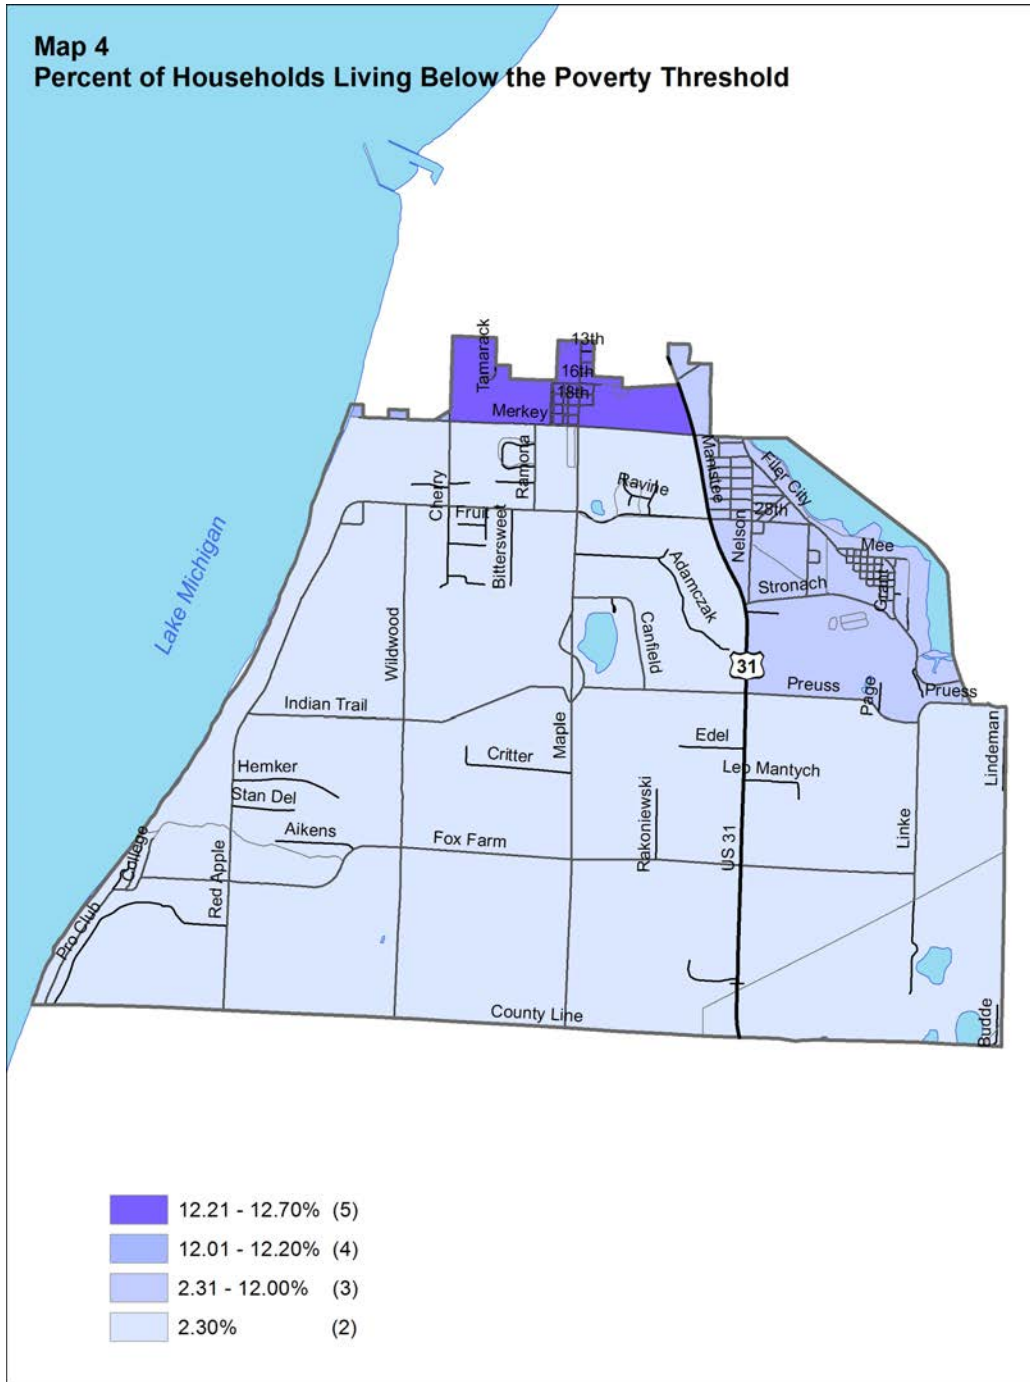 Map 4
Percent of Households Living Below the Poverty Threshold
13th
Tamarack
16th
18th
Merkey
Ramona
Cherry
Ravine
Manistee
Filer City
Fruit
28th
Bittersweet
Nelson
Mee
Adamczak
Stronach
Grant
Lake Michigan
Wildwood
Canfield
31
Preuss
Page
Pruess
Indian Trail
Maple
Edel
Lindeman
Critter
Hemker
Leo Mantych
Stan Del
Rakoniewski
Aikens
Fox Farm
Linke
US 31
College
Red Apple
Pro Club
County Line
Budde
12.21 - 12.70% (5)
12.01 - 12.20% (4)
2.31 - 12.00% (3)
2.30% (2)